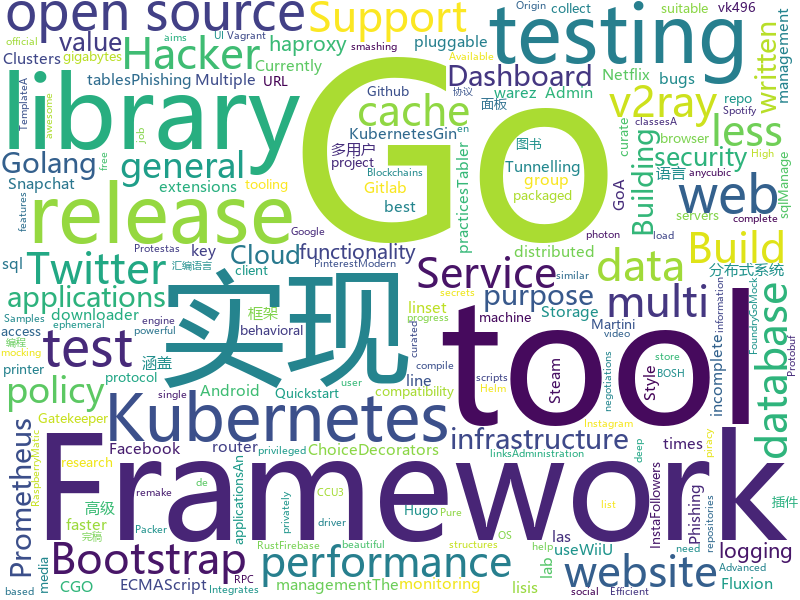 open source
Hacker
Support
testing
library
value
haproxy
pluggable
Go
cache
Dashboard
v2ray
written
release
less
Golang
general
security
web
Twitter
Cloud
functionality
Building
Build
实现
Service
data
applications
purpose
multi
tool
database
test
policy
Kubernetes
infrastructure
Prometheus
Framework
Bootstrap
performance
website
logging
Currently
tablesPhishing
Multiple
Clusters
gigabytes
official
aims
UI
Vagrant
smashing
Origin
Available
collect
suitable
vk496
management
bugs
Netflix
URL
warez
Admin
repo
Github
协议
面板
多用户
KubernetesGin
en
browser
classesA
Spotify
High
Snapchat
project
Gitlab
Blockchains
best
extensions
tooling
group
packaged
Tunnelling
图书
curate
语言
anycubic
practicesTabler
GoA
servers
complete
sqlManage
TemplateA
awesome
job
free
features
Protestas
Google
key
sql
distributed
分布式系统
汇编语言
PinterestModern
client
photon
load
downloader
框架
similar
engine
Samples
access
behavioral
machine
Storage
Martini
secrets
information
progress
powerful
ephemeral
涵盖
linset
Style
Steam
incomplete
编程
printer
protocol
Android
Quickstart
line
compatibility
video
negotiations
BOSH
store
FoundryGoMock
Protobuf
mocking
single
compile
scripts
Helm
user
remake
curated
Gatekeeper
Facebook
router
privileged
ChoiceDecorators
times
linksAdministration
Instagram
InstaFollowers
Phishing
piracy
research
RaspberryMatic
applicationsAn
Hugo
las
lab
deep
list
repositories
高级
插件
faster
privately
de
CCU3
Pure
driver
need
Packer
media
RustFirebase
beautiful
structures
OS
help
useWiiU
完稿
managementThe
monitoring
lisis
social
Advanced
based
CGO
ECMAScript
Integrates
RPC
Efficient
Fluxion